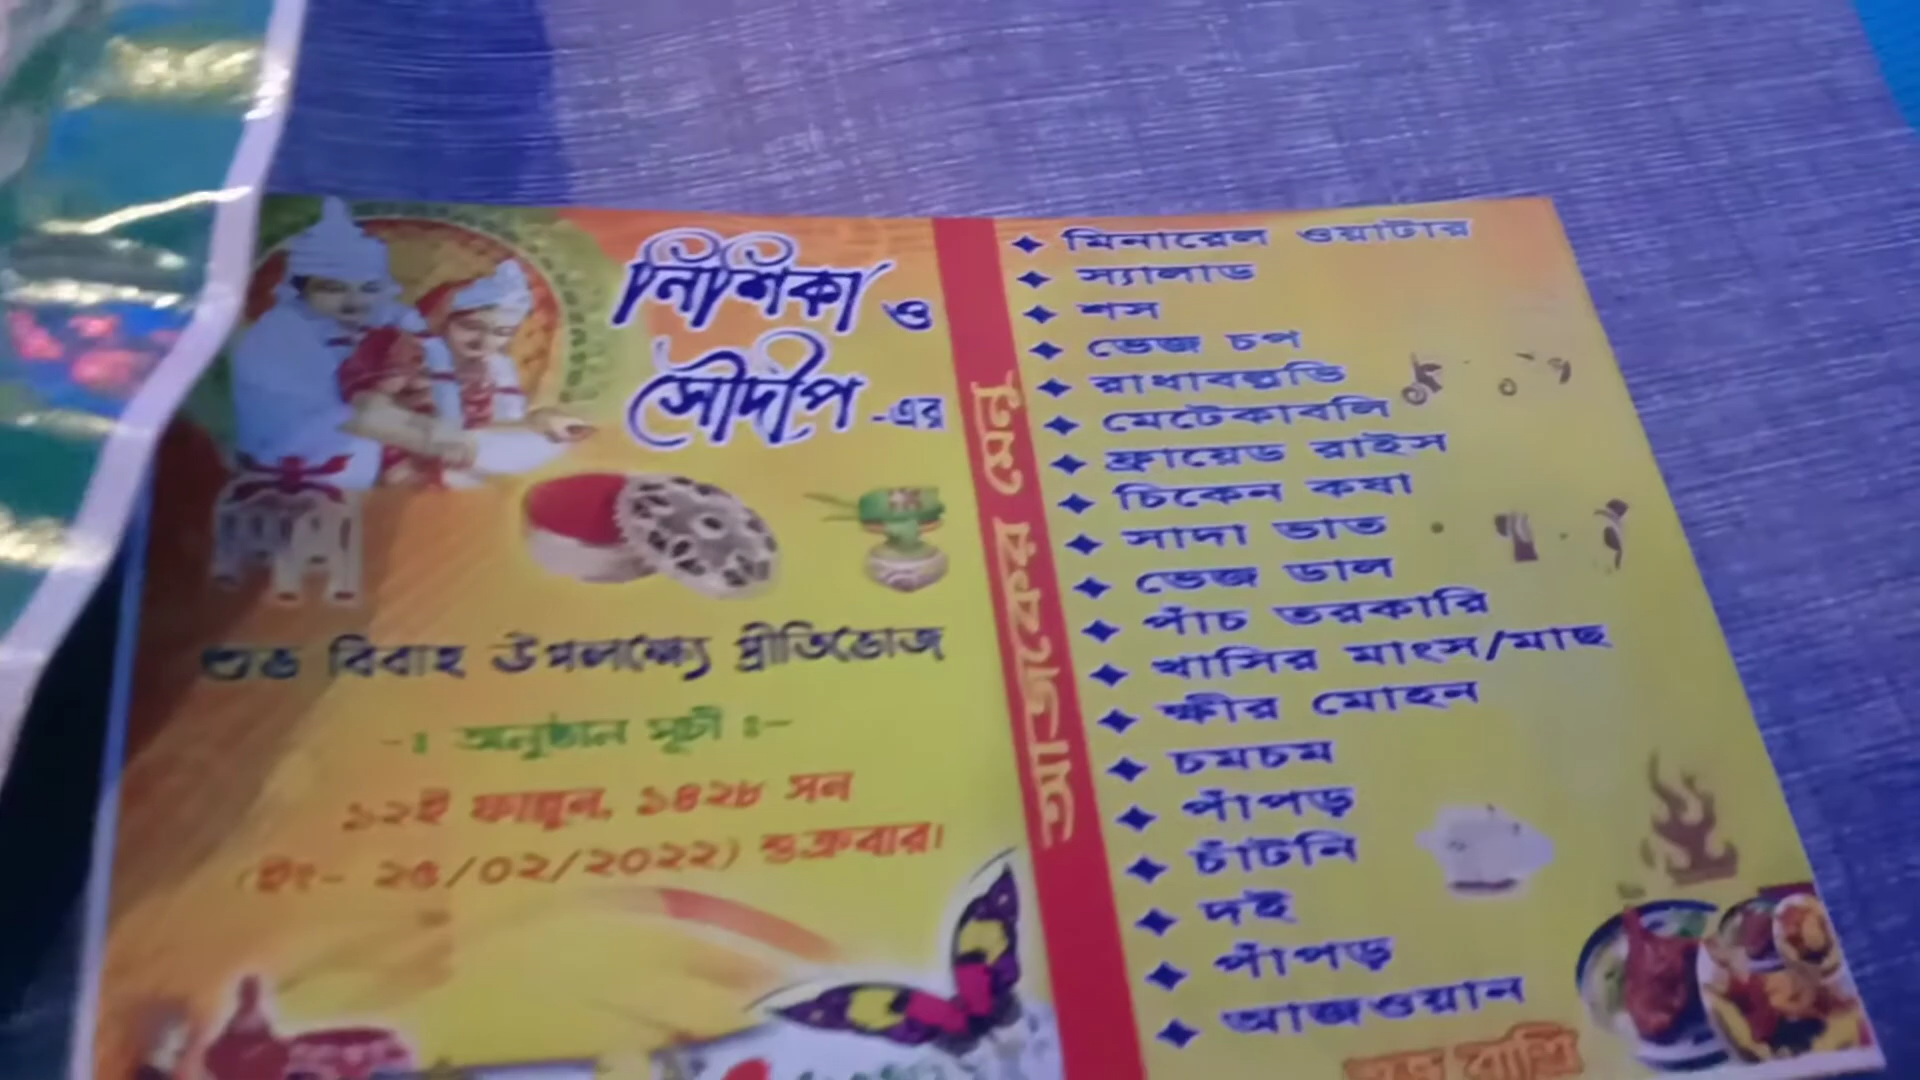 নিশিকা ও
সৌদীপ -এর
শুভ বিবাহ উপলক্ষ্যে প্রীতিভোজ
-ঃ অনুষ্ঠান সূচী ঃ-
১২ই ফাল্গুন, ১৪২৮ সন
(ইং- ২৫/০২/২০২২) শুক্রবার।
আজকের মেনু
মিনারেল ওয়াটার
স্যালাড
শস
ভেজ চপ
রাধাবল্লভি
মেটেকাবলি
ফ্রায়েড রাইস
চিকেন কষা
সাদা ভাত
ভেজ ডাল
পাঁচ তরকারি
খাসির মাংস/মাছ
ক্ষীর মোহন
চমচম
পাঁপড়
চাঁটনি
দই
পাঁপড়
আজওয়ান
শুভ রাত্রি